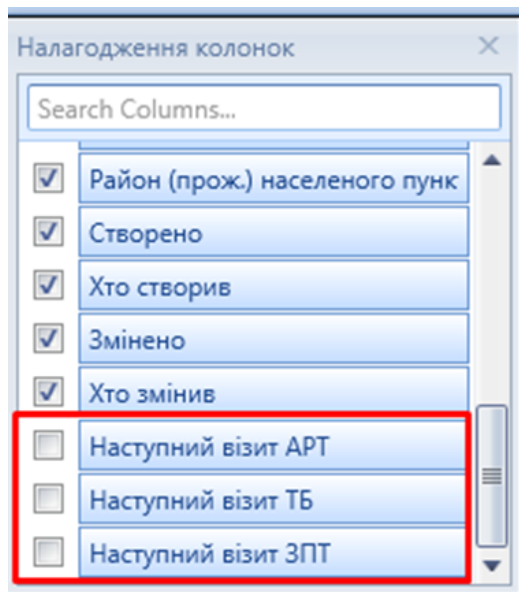 Налагодження колонок
Search Columns...
Район (прож.) населеного пунк
Створено
Хто створив
Змінено
Хто змінив
Наступний візит АРТ
Наступний візит ТБ
Наступний візит ЗПТ